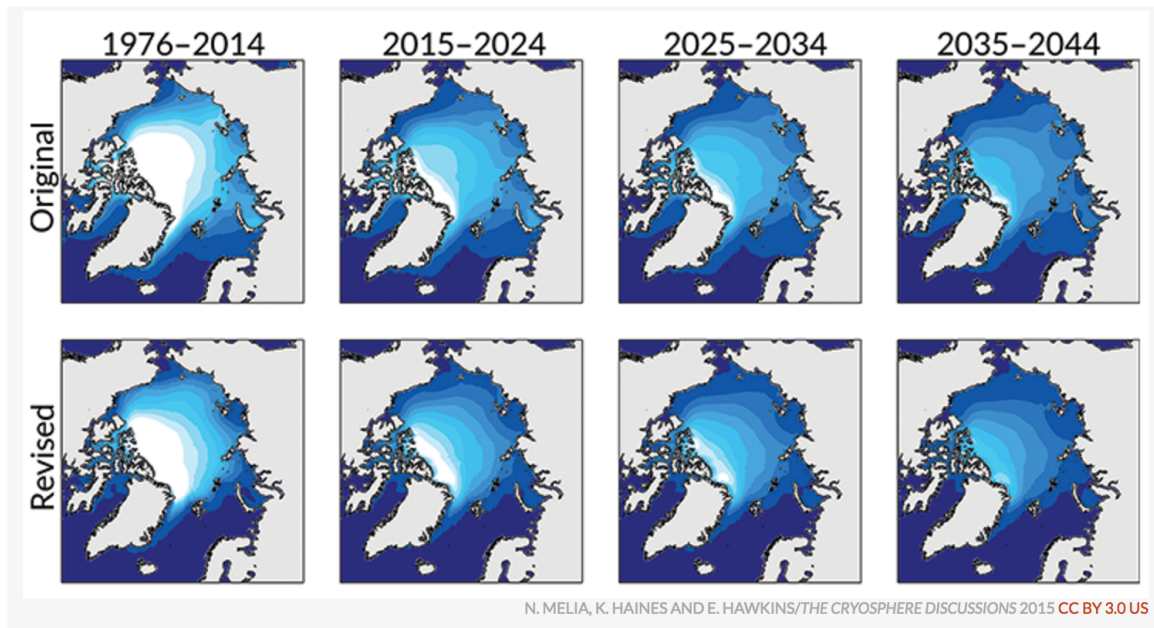 1976–2014
2015–2024
2025–2034
2035–2044
Original
Revised
N. MELIA, K. HAINES AND E. HAWKINS/THE CRYOSPHERE DISCUSSIONS 2015 CC BY 3.0 US